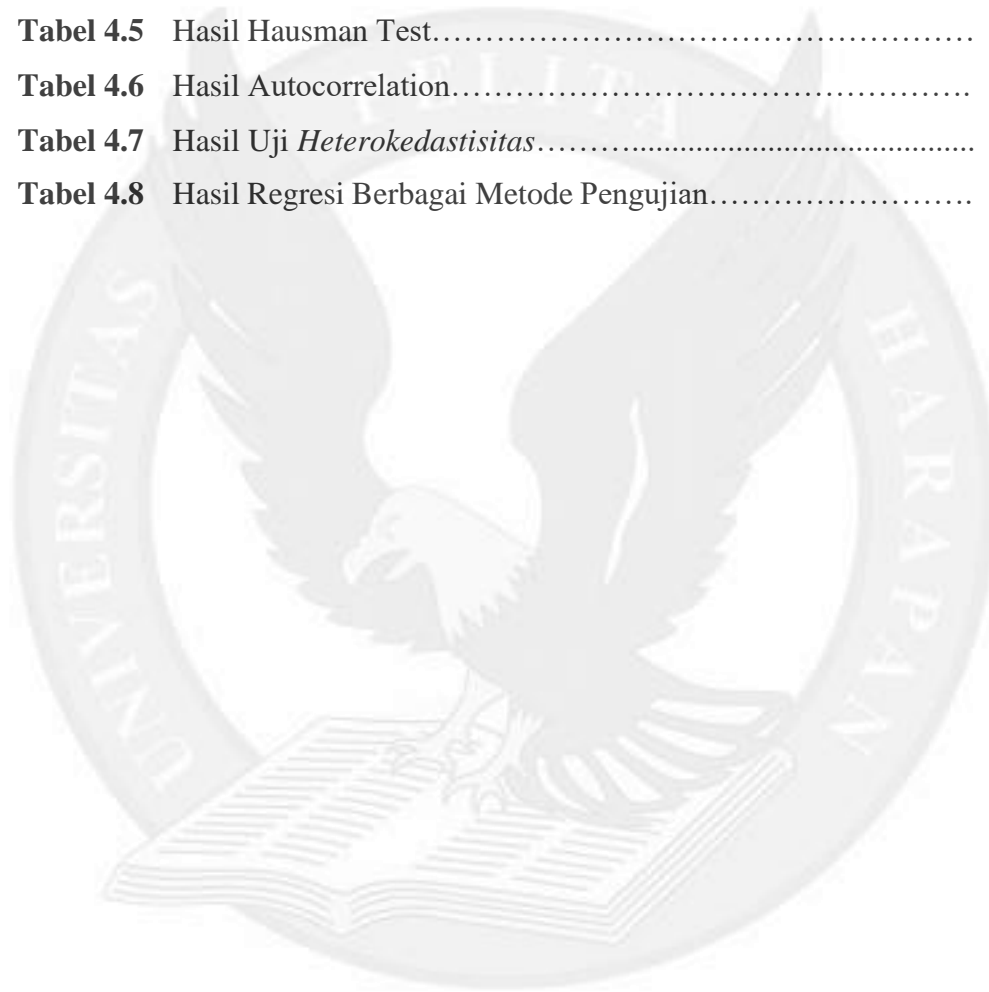 Tabel 4.5 Hasil Hausman Test……………………………………………
Tabel 4.6 Hasil Autocorrelation………………………………………….
Tabel 4.7 Hasil Uji Heterokedastisitas………............................................
Tabel 4.8 Hasil Regresi Berbagai Metode Pengujian…………………….
UNIVERSITAS PELITA HARAPAN